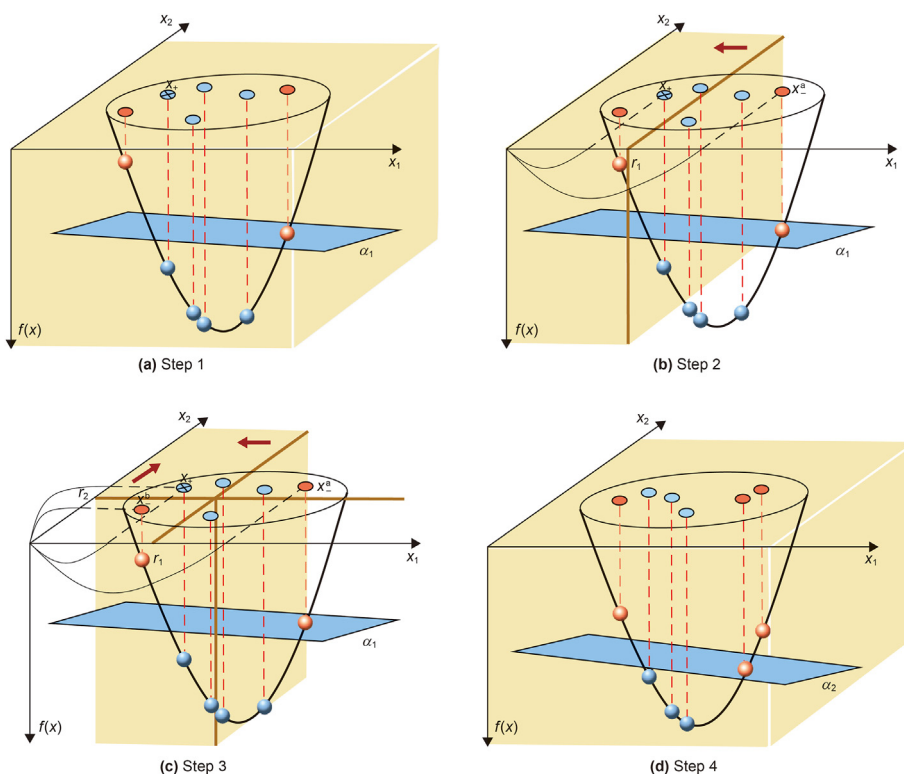 x₂
x₊
x₁
α₁
f(x)
(a) Step 1
x₂
x₊
x₋ᵃ
x₁
r₁
α₁
f(x)
(b) Step 2
x₂
r₂
x₊
x₋ᵇ
x₋ᵃ
x₁
r₁
α₁
f(x)
(c) Step 3
x₂
x₁
α₂
f(x)
(d) Step 4